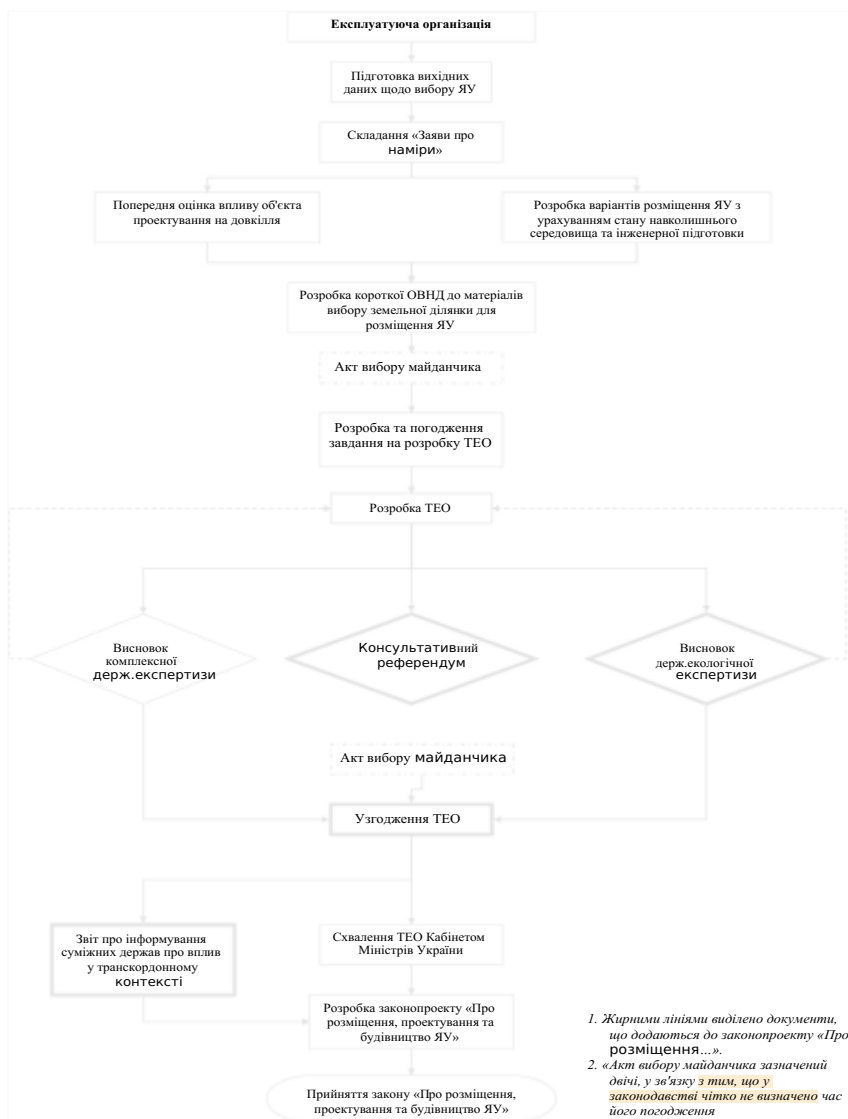 Експлуатуюча організація
Підготовка вихідних
даних щодо вибору ЯУ
Складання «Заяви про
наміри»
Попередня оцінка впливу об'єкта
проектування на довкілля
Розробка варіантів розміщення ЯУ з
урахуванням стану навколишнього
середовища та інженерної підготовки
Розробка короткої ОВНД до матеріалів
вибору земельної ділянки для
розміщення ЯУ
Акт вибору майданчика
Розробка та погодження
завдання на розробку ТЕО
Розробка ТЕО
Висновок
комплексної
держ.експертизи
Консультативний
референдум
Висновок
держ.екологічної
експертизи
Акт вибору майданчика
Узгодження ТЕО
Звіт про інформування
суміжних держав про вплив
у транскордонному
контексті
Схвалення ТЕО Кабінетом
Міністрів України
Розробка законопроекту «Про
розміщення, проектування та
будівництво ЯУ»
Прийняття закону «Про розміщення,
проектування та будівництво ЯУ»
1. Жирними лініями виділено документи,
що додаються до законопроекту «Про
розміщення...».
2. «Акт вибору майданчика зазначений
двічі, у зв'язку з тим, що у
законодавстві чітко не визначено час
його погодження